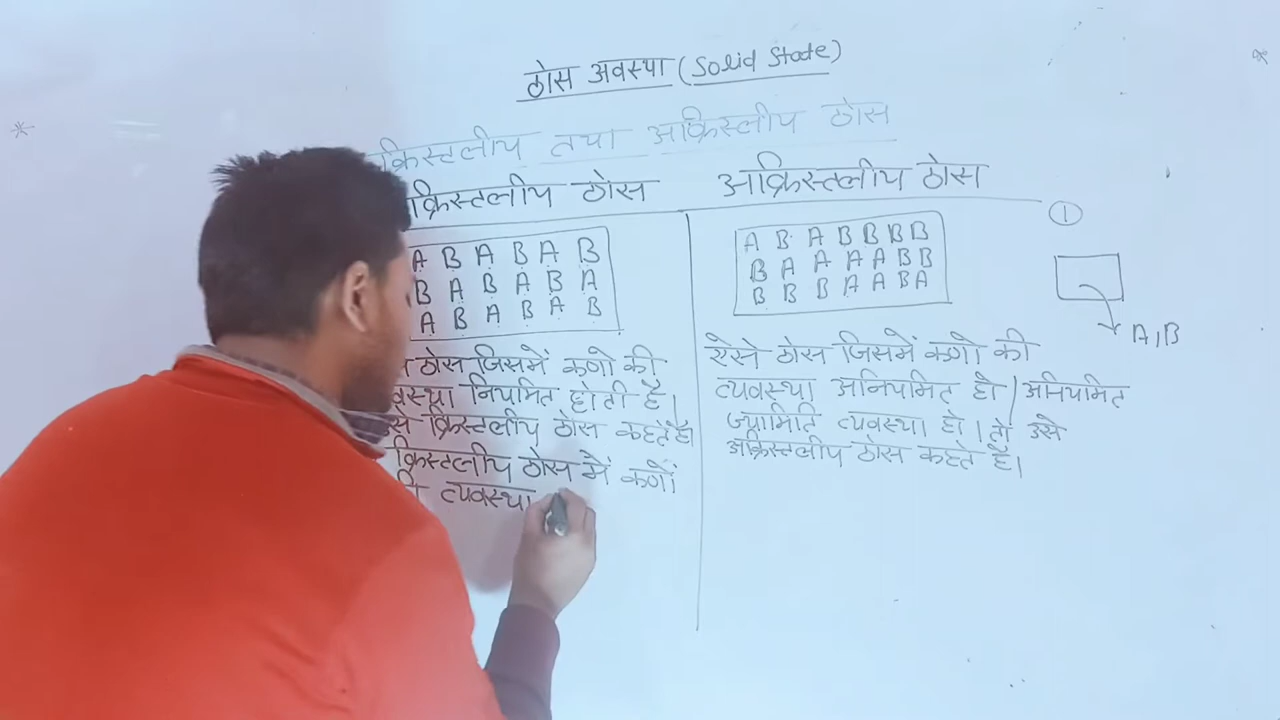 ठोस अवस्था (Solid State)
क्रिस्टलीय तथा अक्रिस्टलीय ठोस
क्रिस्टलीय ठोस
A B A B A B
B A B A B A
A B A B A B
ठोस जिसमें कणो की
नियमित होती है।
क्रिस्टलीय ठोस कहते है।
क्रिस्टलीय ठोस में कणों
व्यवस्था
अक्रिस्टलीय ठोस
A B A B B B B
B A A A A B B
B B B A A B A
ऐसे ठोस जिसमें कणो की
व्यवस्था अनियमित हो / अनियमित
ज्यामिति व्यवस्था हो। तो उसे
अक्रिस्टलीय ठोस कहते है।
①
A, B